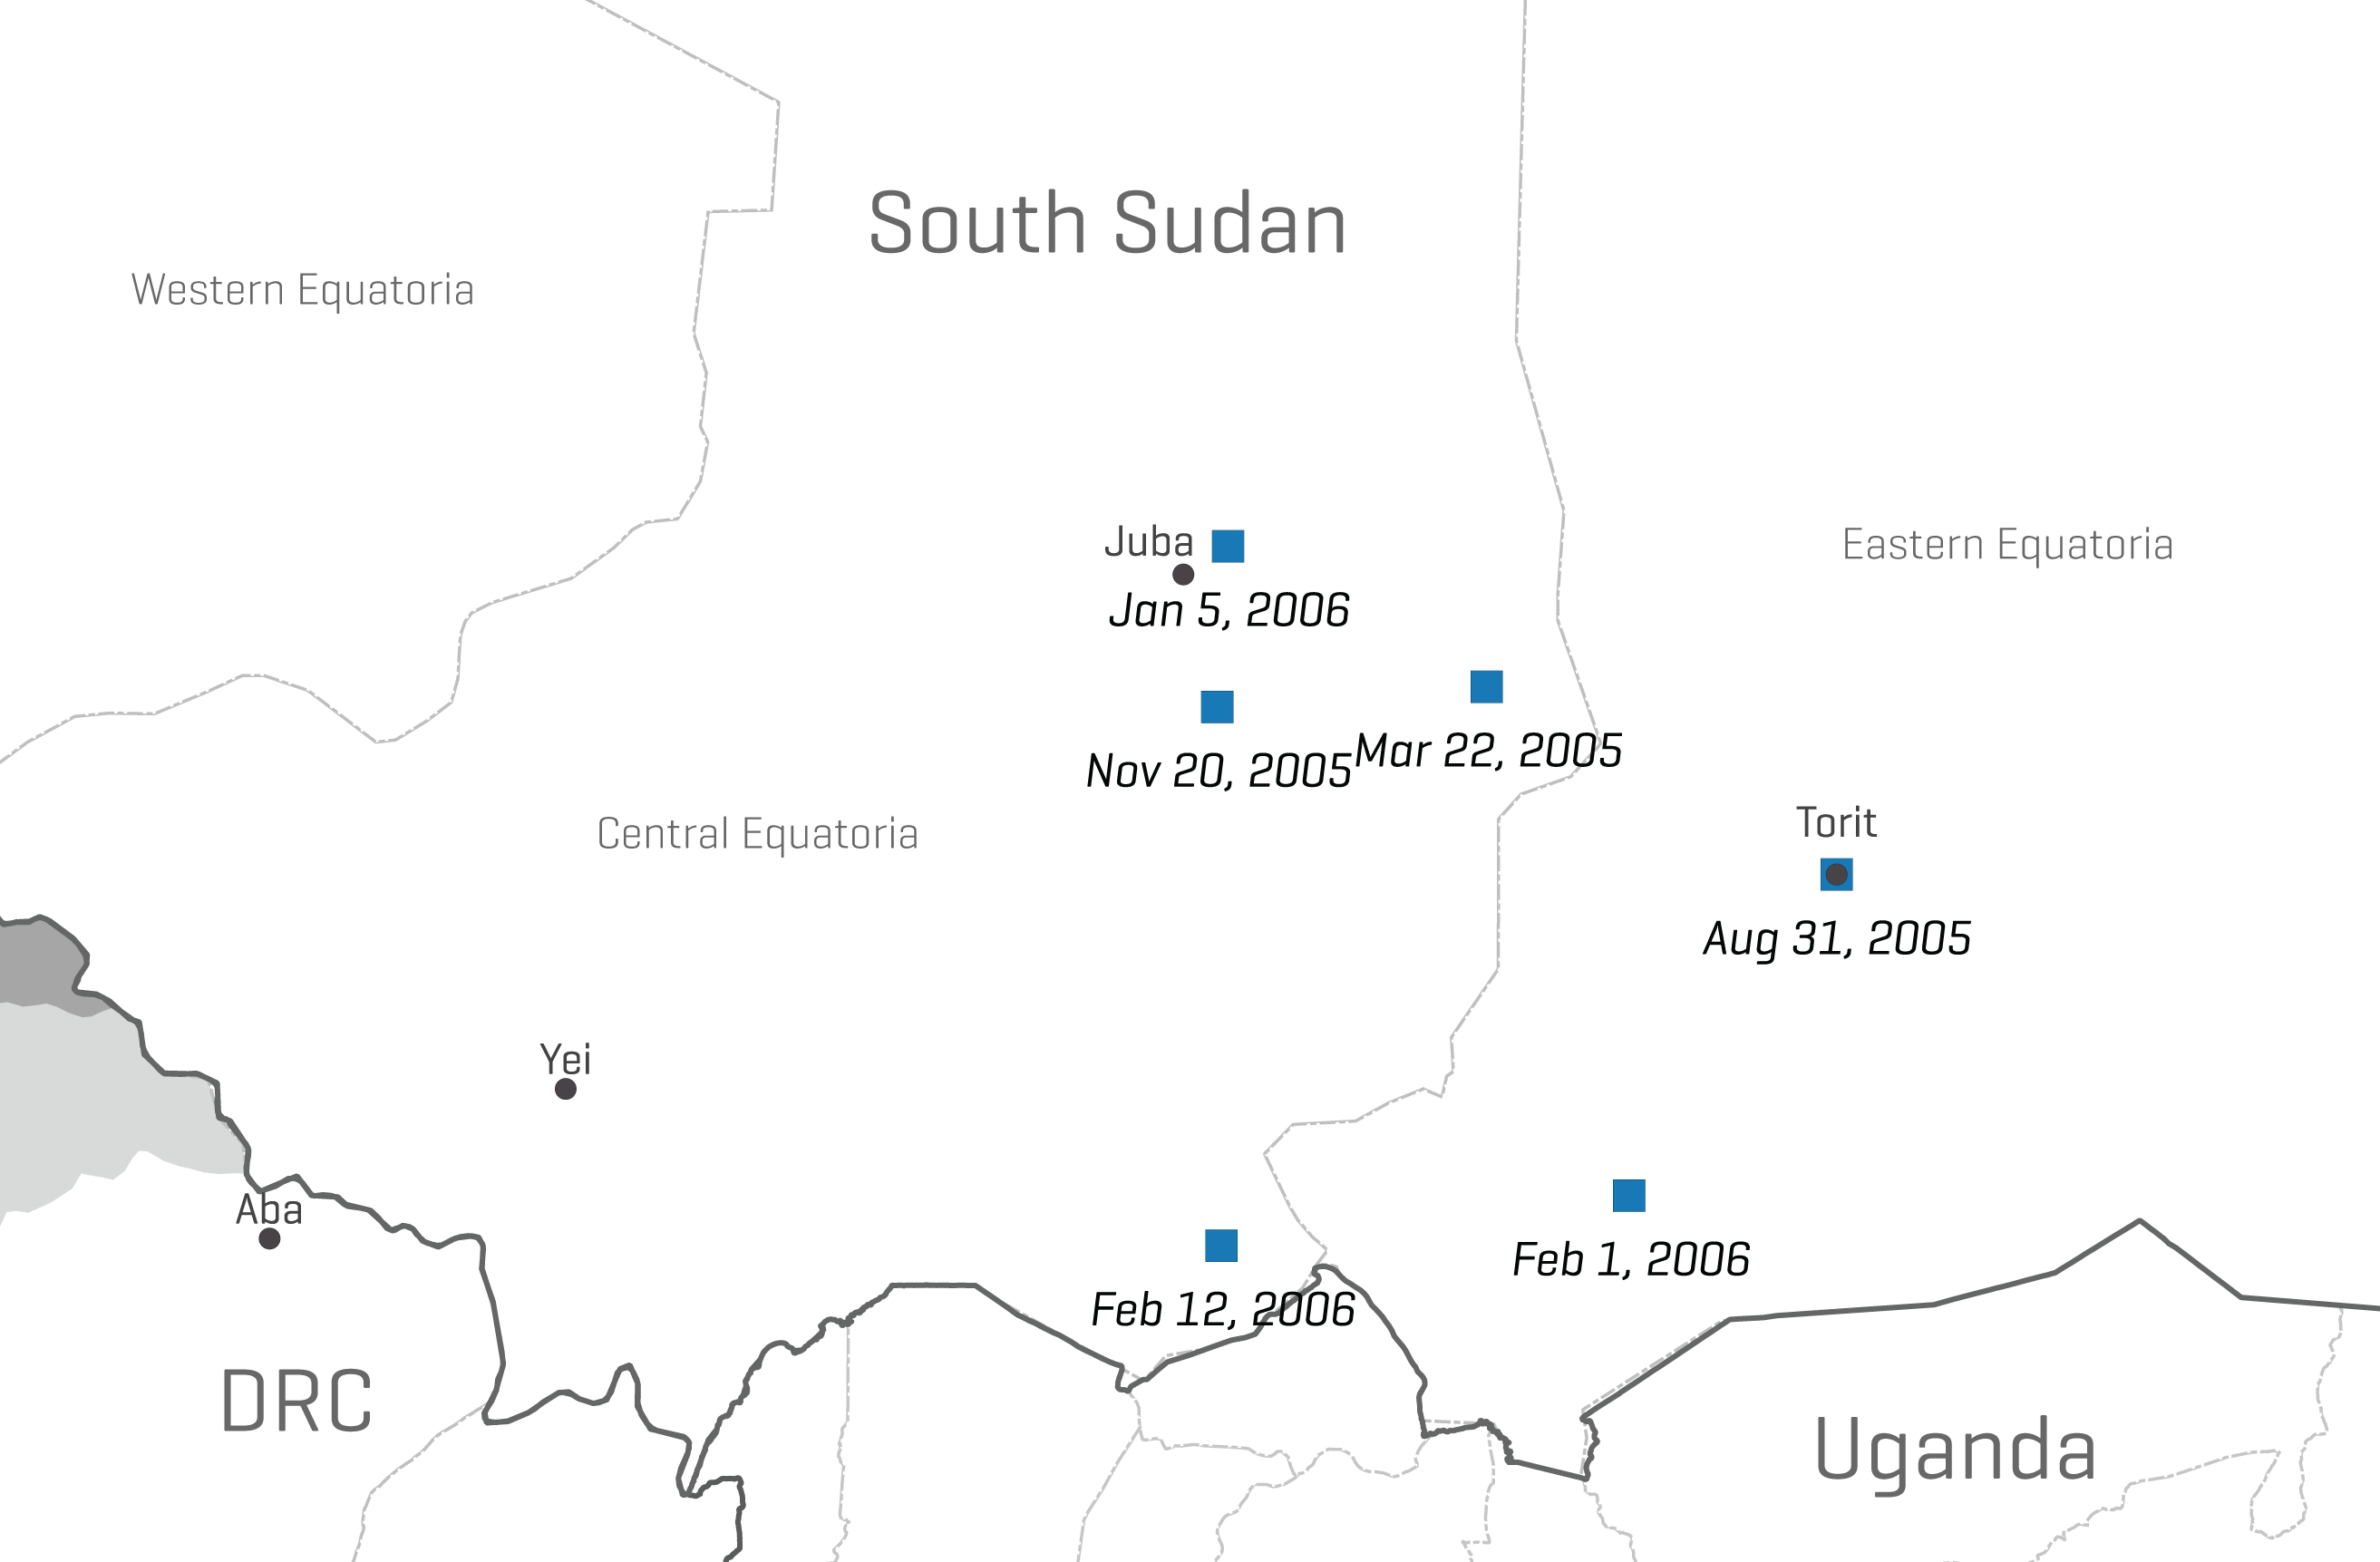 South Sudan
Western Equatoria
Juba
Eastern Equatoria
Jan 5, 2006
Mar 22, 2005
Nov 20, 2005
Torit
Central Equatoria
Aug 31, 2005
Yei
Aba
Feb 1, 2006
Feb 12, 2006
DRC
Uganda